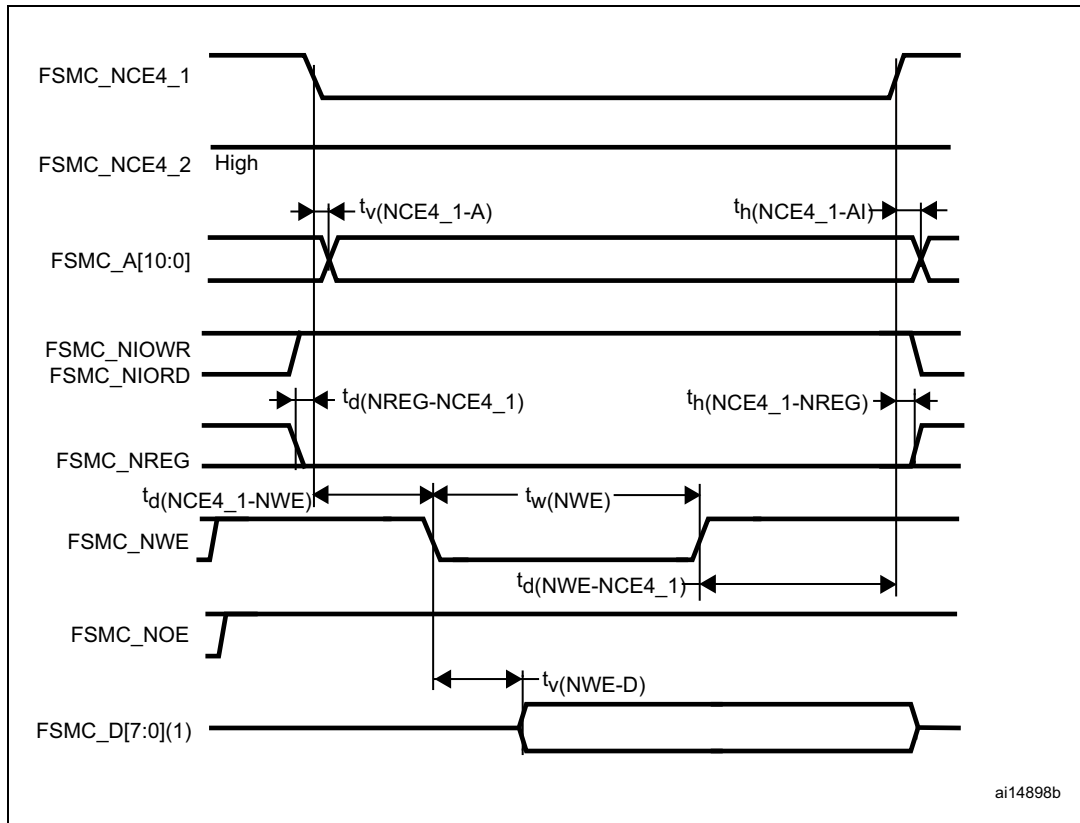 FSMC_NCE4_1
FSMC_NCE4_2 High
tv(NCE4_1-A)
th(NCE4_1-AI)
FSMC_A[10:0]
FSMC_NIOWR
FSMC_NIORD
td(NREG-NCE4_1)
th(NCE4_1-NREG)
FSMC_NREG
td(NCE4_1-NWE)
tw(NWE)
FSMC_NWE
td(NWE-NCE4_1)
FSMC_NOE
tv(NWE-D)
FSMC_D[7:0](1)
ai14898b